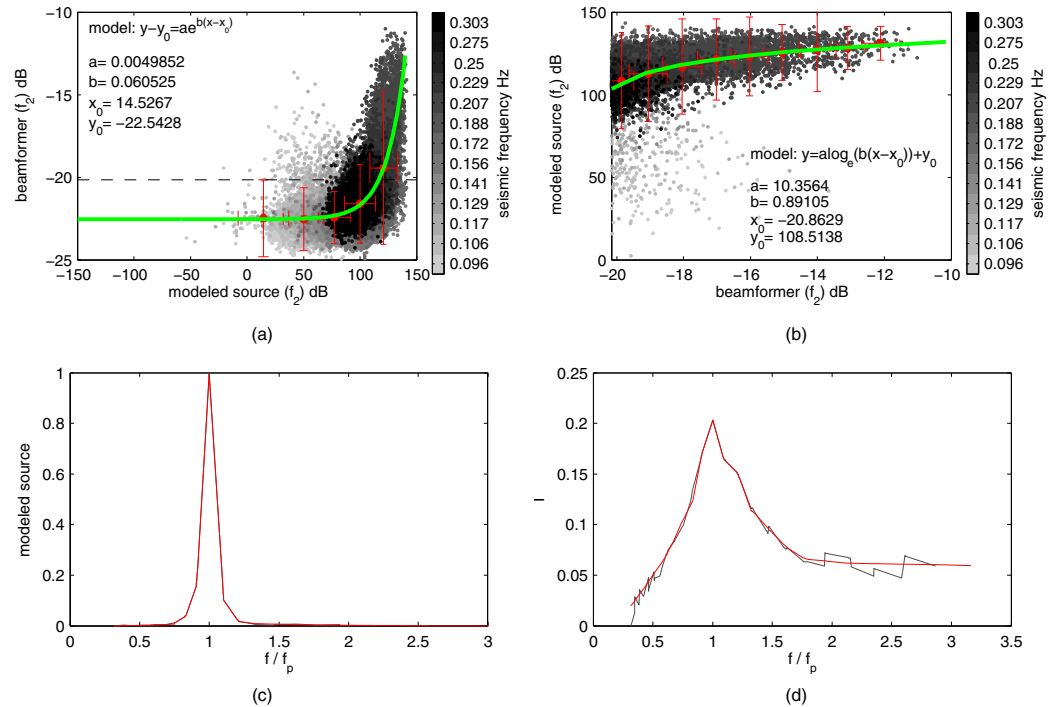 −10
−15
−20
−25
beamformer (f2) dB
model: y−y0=ae^b(x−x0)
a= 0.0049852
b= 0.060525
x0= 14.5267
y0= −22.5428
−150 −100 −50 0 50 100 150
modeled source (f2) dB
0.303
0.275
0.25
0.229
0.207
0.188
0.172
0.156
0.141
0.129
0.117
0.106
0.096
seismic frequency Hz
(a)
150
100
50
0
modeled source (f2) dB
model: y=aloge(b(x−x0))+y0
a= 10.3564
b= 0.89105
x0= −20.8629
y0= 108.5138
−20 −18 −16 −14 −12 −10
beamformer (f2) dB
0.303
0.275
0.25
0.229
0.207
0.188
0.172
0.156
0.141
0.129
0.117
0.106
0.096
seismic frequency Hz
(b)
1
0.8
0.6
0.4
0.2
0
modeled source
0 0.5 1 1.5 2 2.5 3
f / fp
(c)
0.25
0.2
0.15
0.1
0.05
0
I
0 0.5 1 1.5 2 2.5 3 3.5
f / fp
(d)